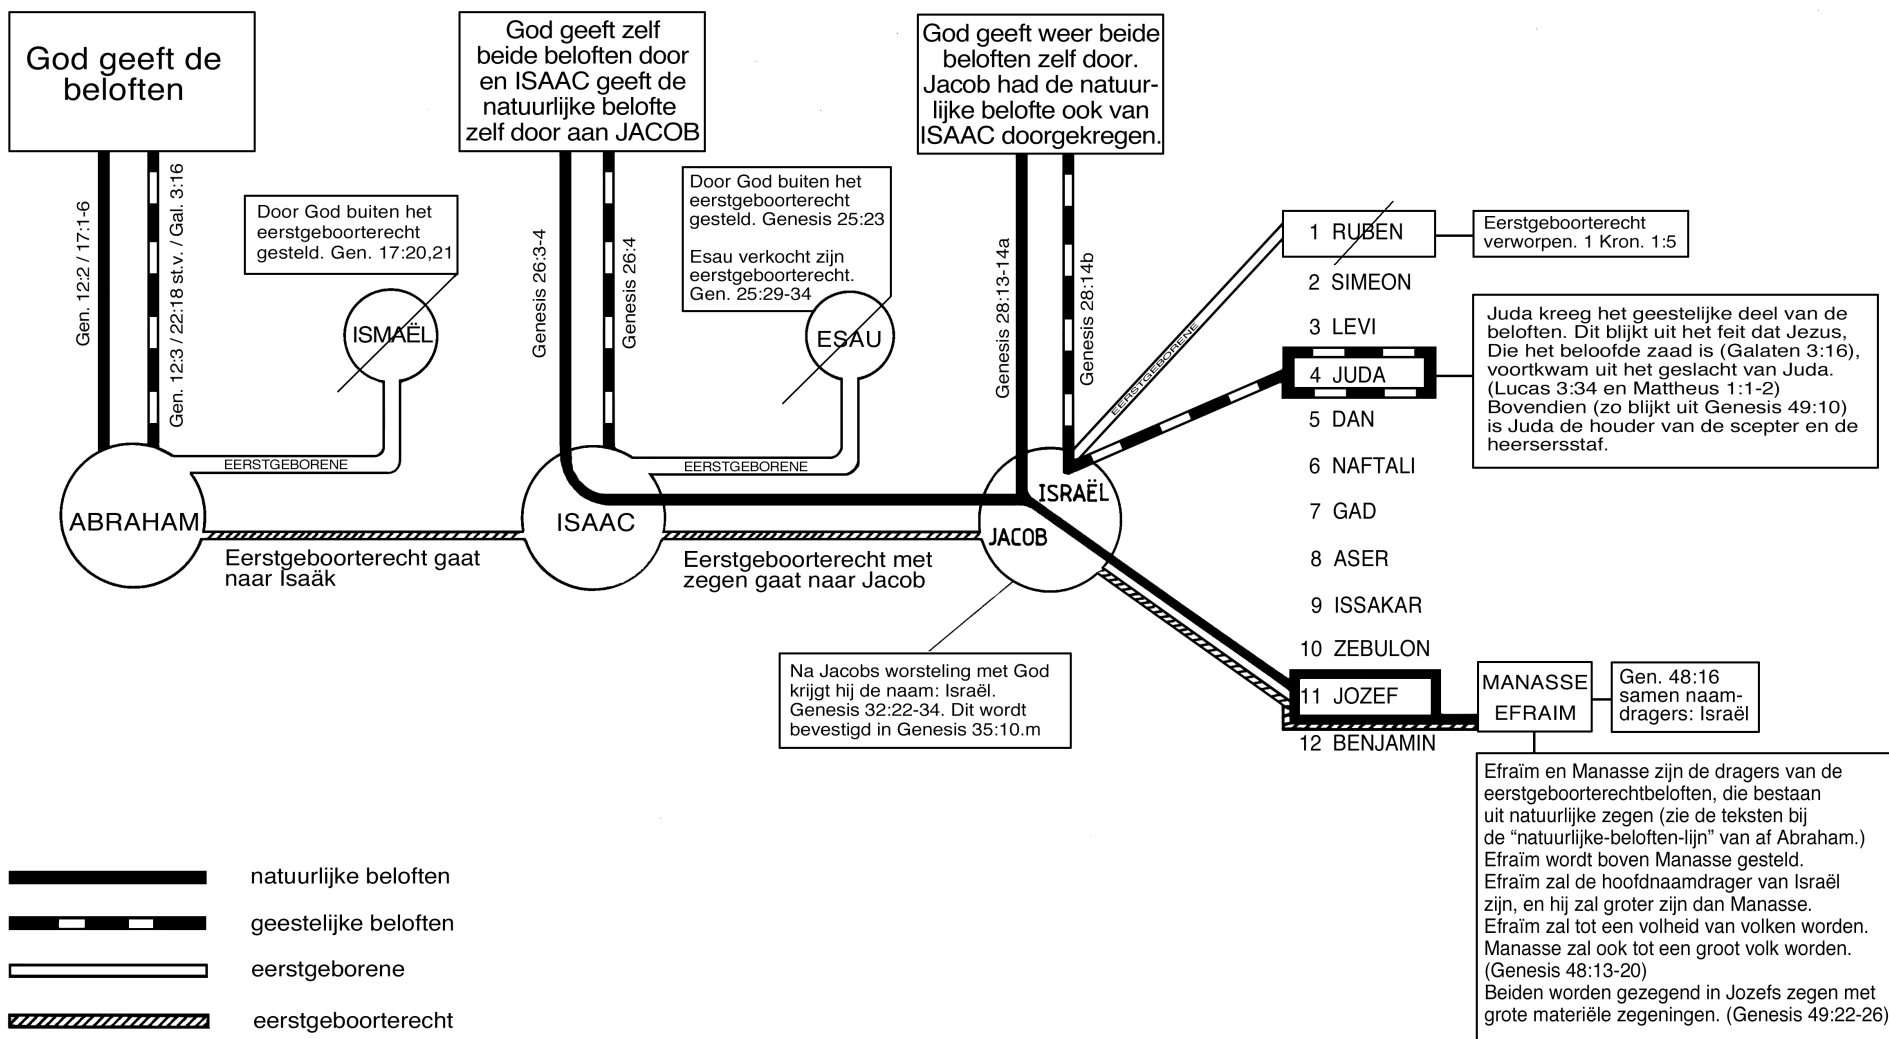 God geeft de
beloften
God geeft zelf
beide beloften door
en ISAAC geeft de
natuurlijke belofte
zelf door aan JACOB
God geeft weer beide
beloften zelf door.
Jacob had de natuur-
lijke belofte ook van
ISAAC doorgekregen.
Gen. 12:2 / 17:1-6
Gen. 12:3 / 22:18 st.v. / Gal. 3:16
Door God buiten het
eerstgeboorterecht
gesteld. Gen. 17:20,21
ISMAËL
Genesis 26:3-4
Genesis 26:4
Door God buiten het
eerstgeboorterecht
gesteld. Genesis 25:23
Esau verkocht zijn
eerstgeboorterecht.
Gen. 25:29-34
ESAU
Genesis 28:13-14a
Genesis 28:14b
EERSTGEBORENE
EERSTGEBORENE
EERSTGEBORENE
ABRAHAM
ISAAC
ISRAËL
JACOB
Eerstgeboorterecht gaat
naar Isaäk
Eerstgeboorterecht met
zegen gaat naar Jacob
Na Jacobs worsteling met God
krijgt hij de naam: Israël.
Genesis 32:22-34. Dit wordt
bevestigd in Genesis 35:10.m
1 RUBEN
2 SIMEON
3 LEVI
4 JUDA
5 DAN
6 NAFTALI
7 GAD
8 ASER
9 ISSAKAR
10 ZEBULON
11 JOZEF
12 BENJAMIN
Eerstgeboorterecht
verworpen. 1 Kron. 1:5
Juda kreeg het geestelijke deel van de
beloften. Dit blijkt uit het feit dat Jezus,
Die het beloofde zaad is (Galaten 3:16),
voortkwam uit het geslacht van Juda.
(Lucas 3:34 en Mattheus 1:1-2)
Bovendien (zo blijkt uit Genesis 49:10)
is Juda de houder van de scepter en de
heersersstaf.
MANASSE
EFRAIM
Gen. 48:16
samen naam-
dragers: Israël
Efraïm en Manasse zijn de dragers van de
eerstgeboorterechtbeloften, die bestaan
uit natuurlijke zegen (zie de teksten bij
de “natuurlijke-beloften-lijn” van af Abraham.)
Efraïm wordt boven Manasse gesteld.
Efraïm zal de hoofdnaamdrager van Israël
zijn, en hij zal groter zijn dan Manasse.
Efraïm zal tot een volheid van volken worden.
Manasse zal ook tot een groot volk worden.
(Genesis 48:13-20)
Beiden worden gezegend in Jozefs zegen met
grote materiële zegeningen. (Genesis 49:22-26)
natuurlijke beloften
geestelijke beloften
eerstgeborene
eerstgeboorterecht